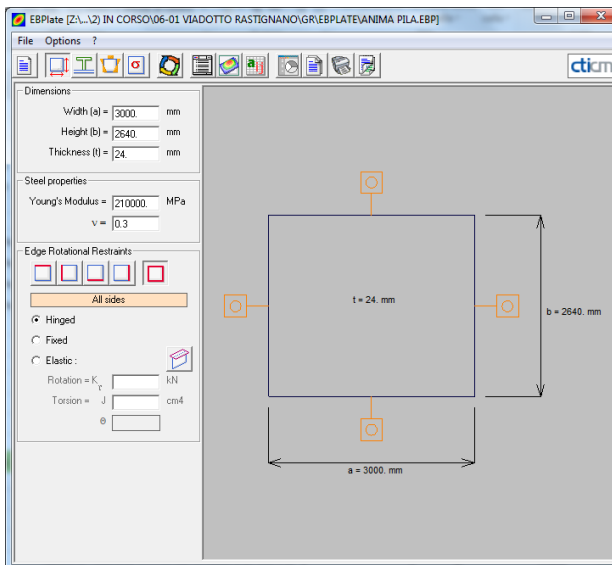 EBPlate [Z:\...\2) IN CORSO\06-01 VIADOTTO RASTIGNANO\GR\EBPLATE\ANIMA PILA.EBP]
File Options ?
σ
cticm
Dimensions
Width (a) = 3000. mm
Height (b) = 2640. mm
Thickness (t) = 24. mm
Steel properties
Young's Modulus = 210000. MPa
ν = 0.3
Edge Rotational Restraints
All sides
Hinged
Fixed
Elastic :
Rotation = K r kN
Torsion = J cm4
Θ
t = 24. mm
b = 2640. mm
a = 3000. mm